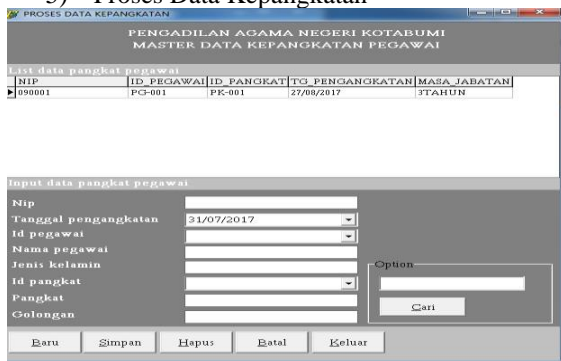 3) Proses Data Kepangkatan
PROSES DATA KEPANGKATAN
PENGADILAN AGAMA NEGERI KOTABUMI
MASTER DATA KEPANGKATAN PEGAWAI
List data pangkat pegawai
NIP ID_PEGAWAI ID_PANGKAT TG_PENGANGKATAN MASA_JABATAN
090001 PG-001 PK-001 27/08/2017 3TAHUN
Input data pangkat pegawai
Nip
Tanggal pengangkatan 31/07/2017
Id pegawai
Nama pegawai
Jenis kelamin
Option
Id pangkat
Pangkat
Cari
Golongan
Baru Simpan Hapus Batal Keluar